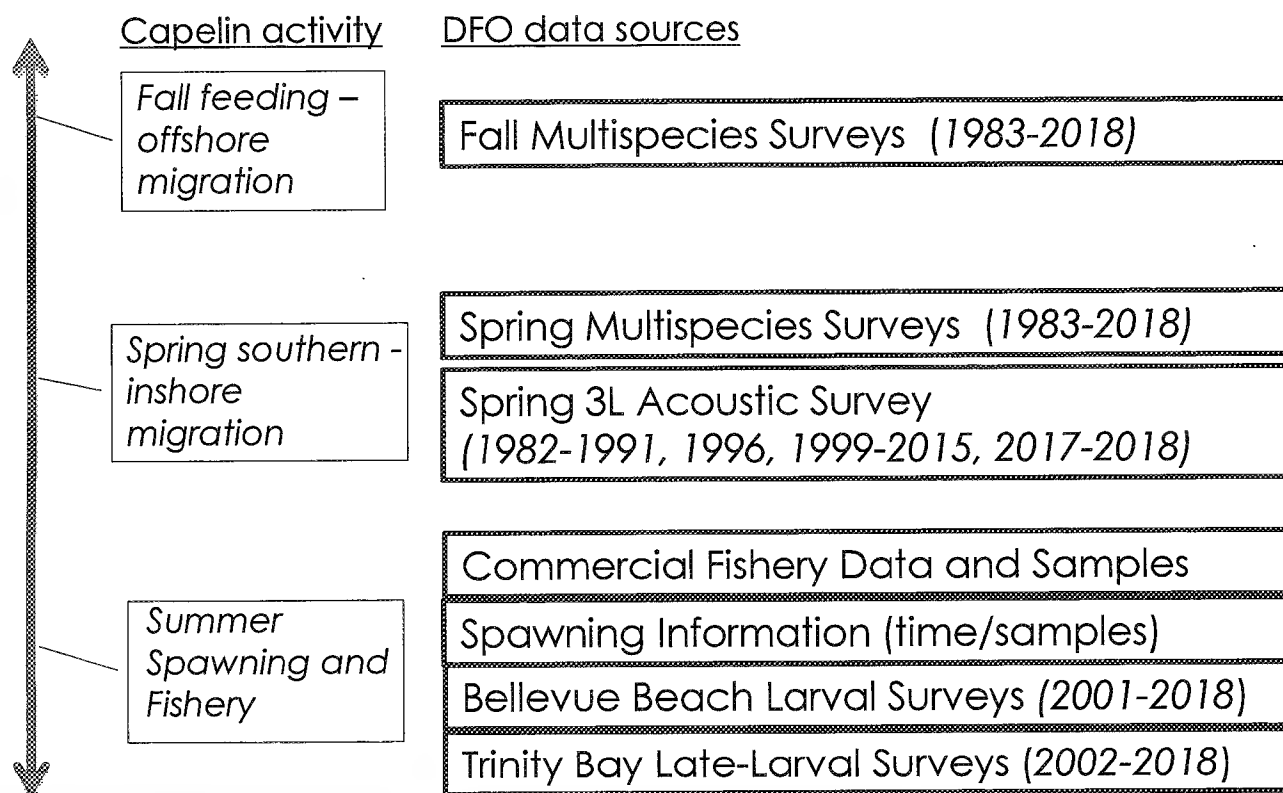 Capelin activity DFO data sources
Fall feeding –
offshore
migration
Fall Multispecies Surveys (1983-2018)
Spring southern -
inshore
migration
Spring Multispecies Surveys (1983-2018)
Spring 3L Acoustic Survey
(1982-1991, 1996, 1999-2015, 2017-2018)
Summer
Spawning and
Fishery
Commercial Fishery Data and Samples
Spawning Information (time/samples)
Bellevue Beach Larval Surveys (2001-2018)
Trinity Bay Late-Larval Surveys (2002-2018)